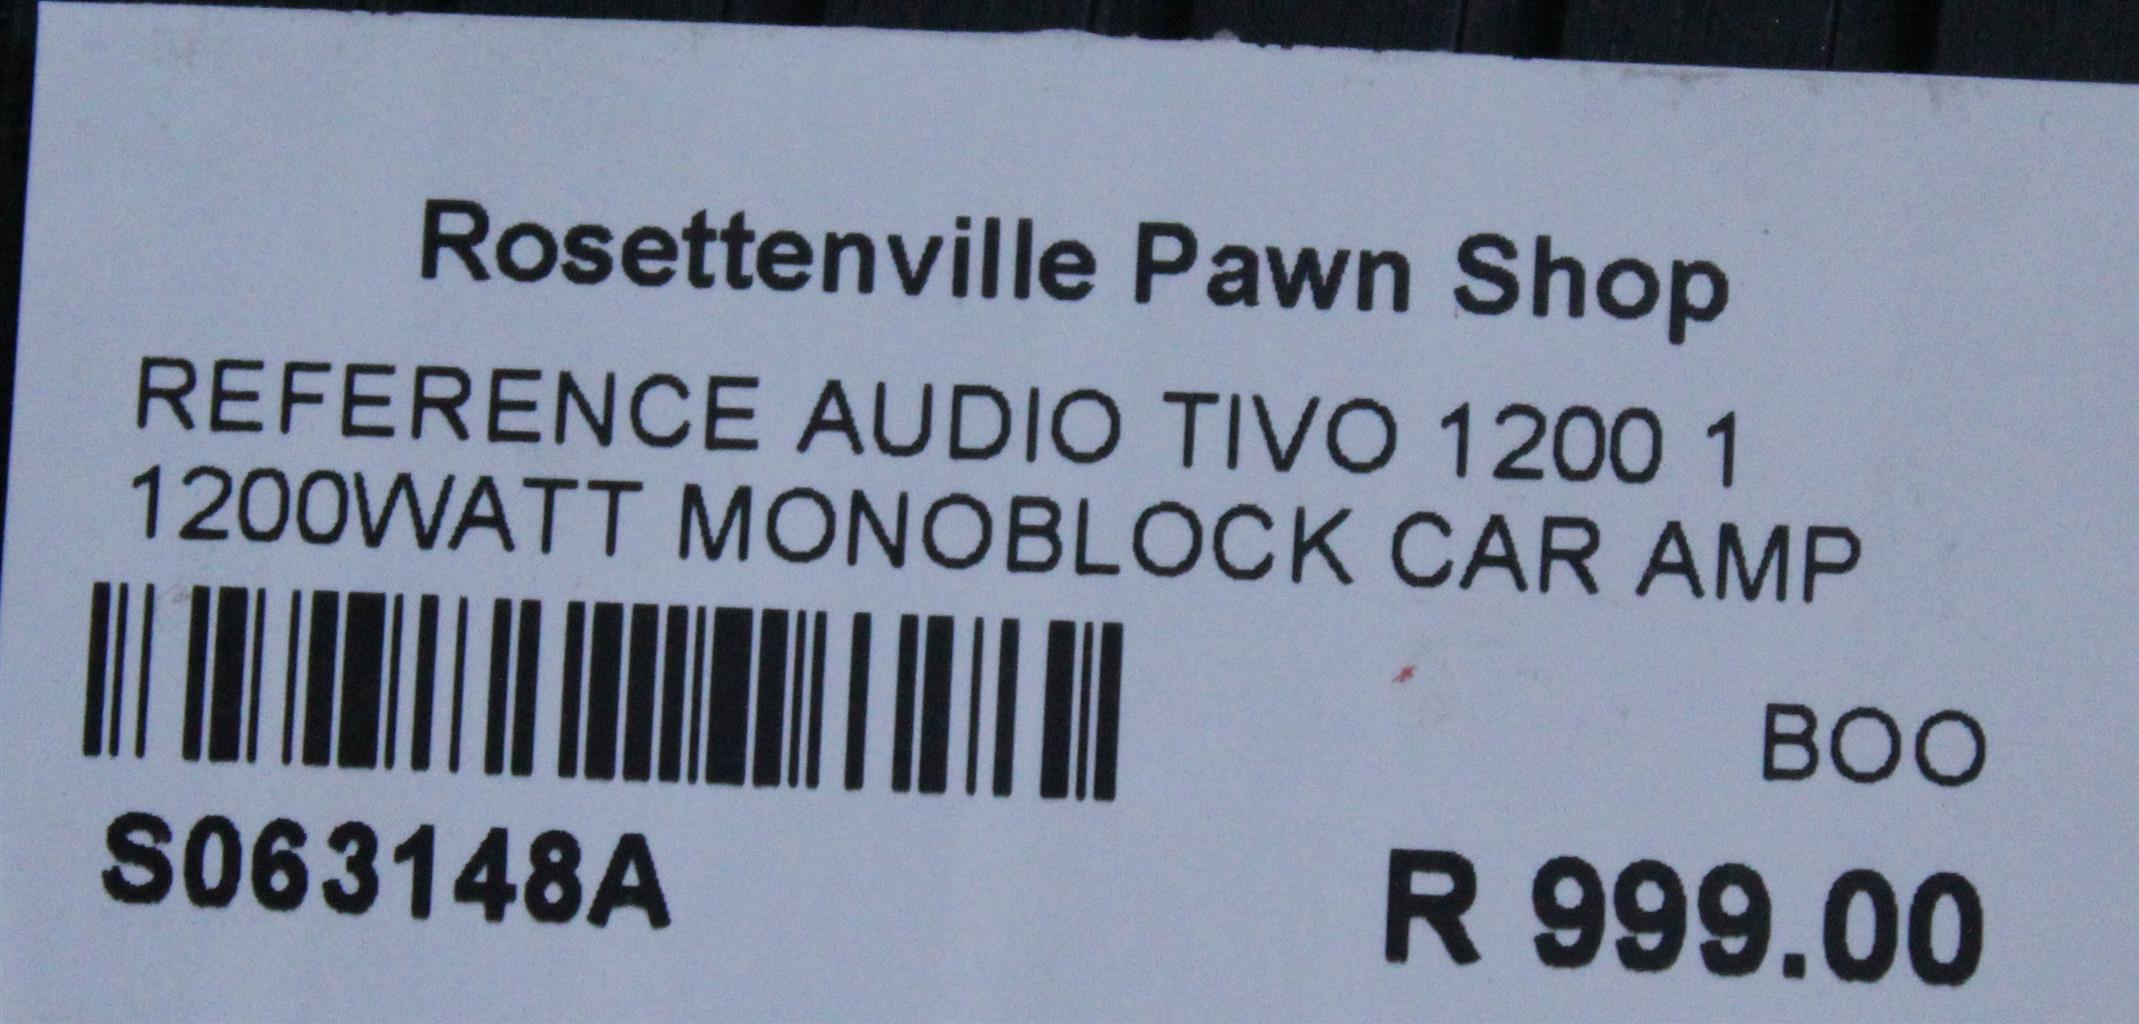 Rosettenville Pawn Shop
REFERENCE AUDIO TIVO 1200 1
1200WATT MONOBLOCK CAR AMP
BOO
S063148A
R 999.00